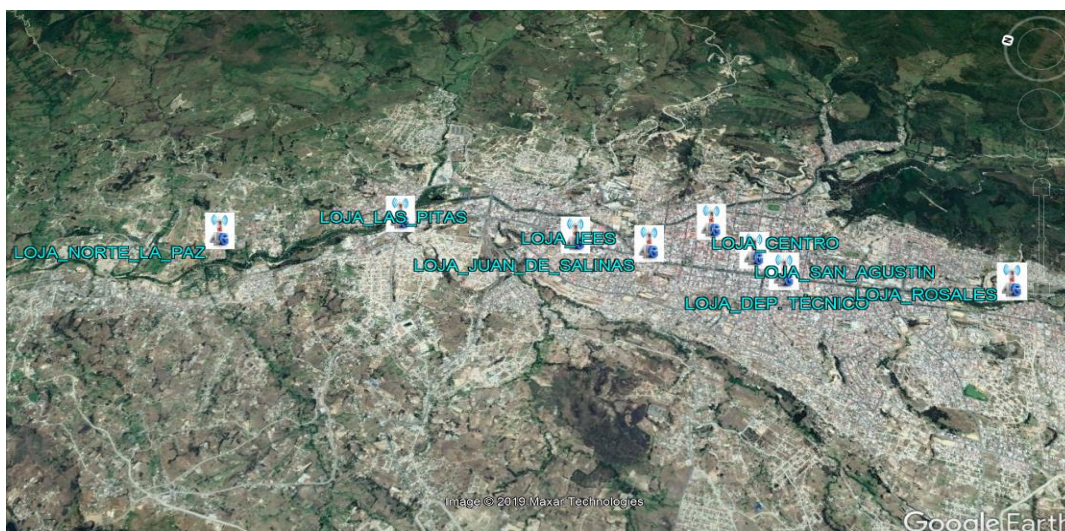 N
LOJA_LAS_PITAS
LOJA_NORTE_LA_PAZ
LOJA_IEES
LOJA_CENTRO
LOJA_JUAN_DE_SALINAS
LOJA_SAN_AGUSTIN
LOJA_DEP. TECNICO
LOJA_ROSALES
Image © 2019 Maxar Technologies
Google Earth